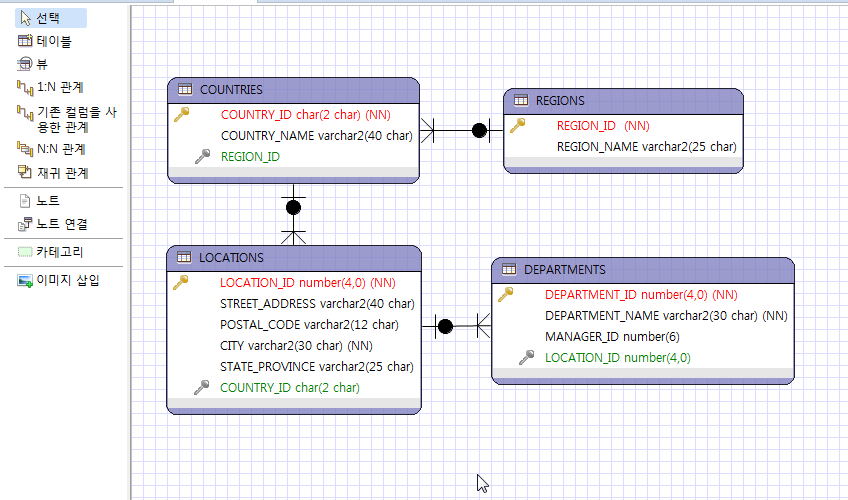 선택
테이블
뷰
1:N 관계
기존 컬럼을 사
용한 관계
N:N 관계
재귀 관계
노트
노트 연결
카테고리
이미지 삽입
COUNTRIES
COUNTRY_ID char(2 char) (NN)
COUNTRY_NAME varchar2(40 char)
REGION_ID
REGIONS
REGION_ID (NN)
REGION_NAME varchar2(25 char)
LOCATIONS
LOCATION_ID number(4,0) (NN)
STREET_ADDRESS varchar2(40 char)
POSTAL_CODE varchar2(12 char)
CITY varchar2(30 char) (NN)
STATE_PROVINCE varchar2(25 char)
COUNTRY_ID char(2 char)
DEPARTMENTS
DEPARTMENT_ID number(4,0) (NN)
DEPARTMENT_NAME varchar2(30 char) (NN)
MANAGER_ID number(6)
LOCATION_ID number(4,0)